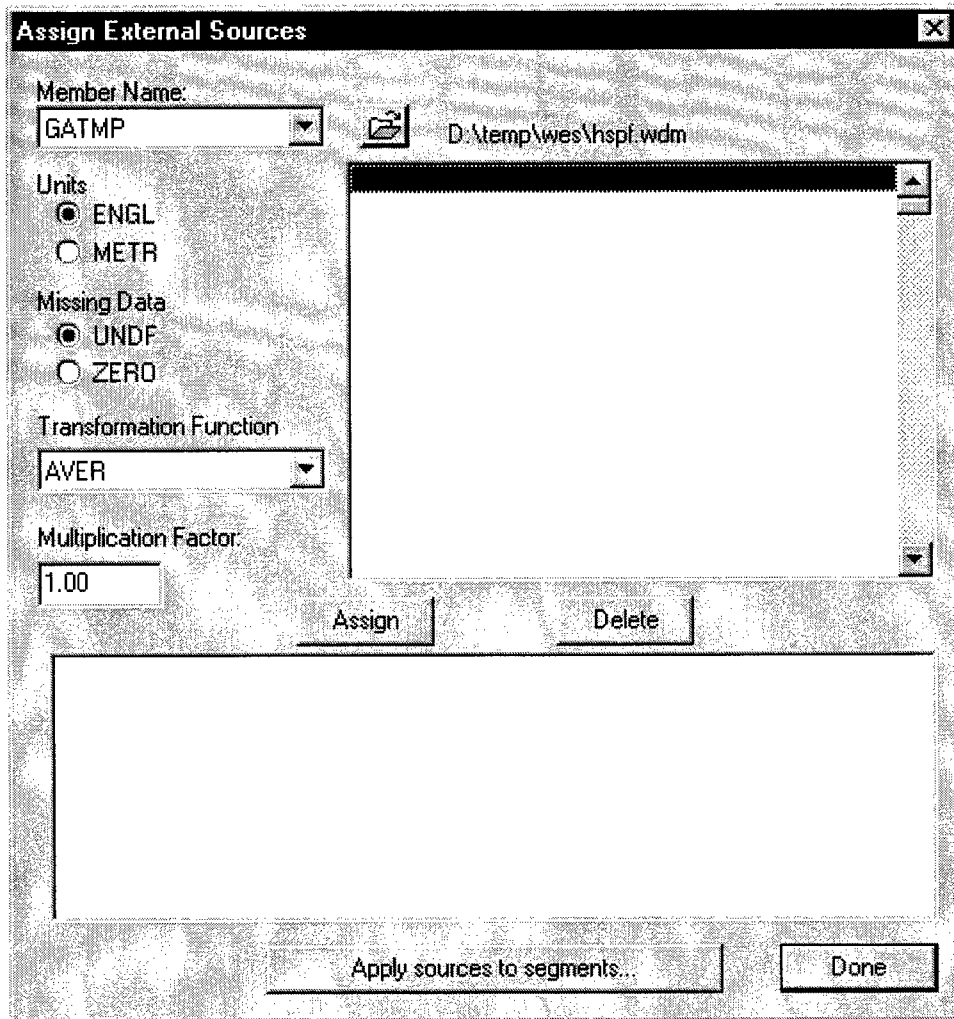 Assign External Sources
Member Name:
GATMP
D:\temp\wes\hspf.wdm
Units
ENGL
METR
Missing Data
UNDF
ZERO
Transformation Function
AVER
Multiplication Factor:
1.00
Assign
Delete
Apply sources to segments...
Done